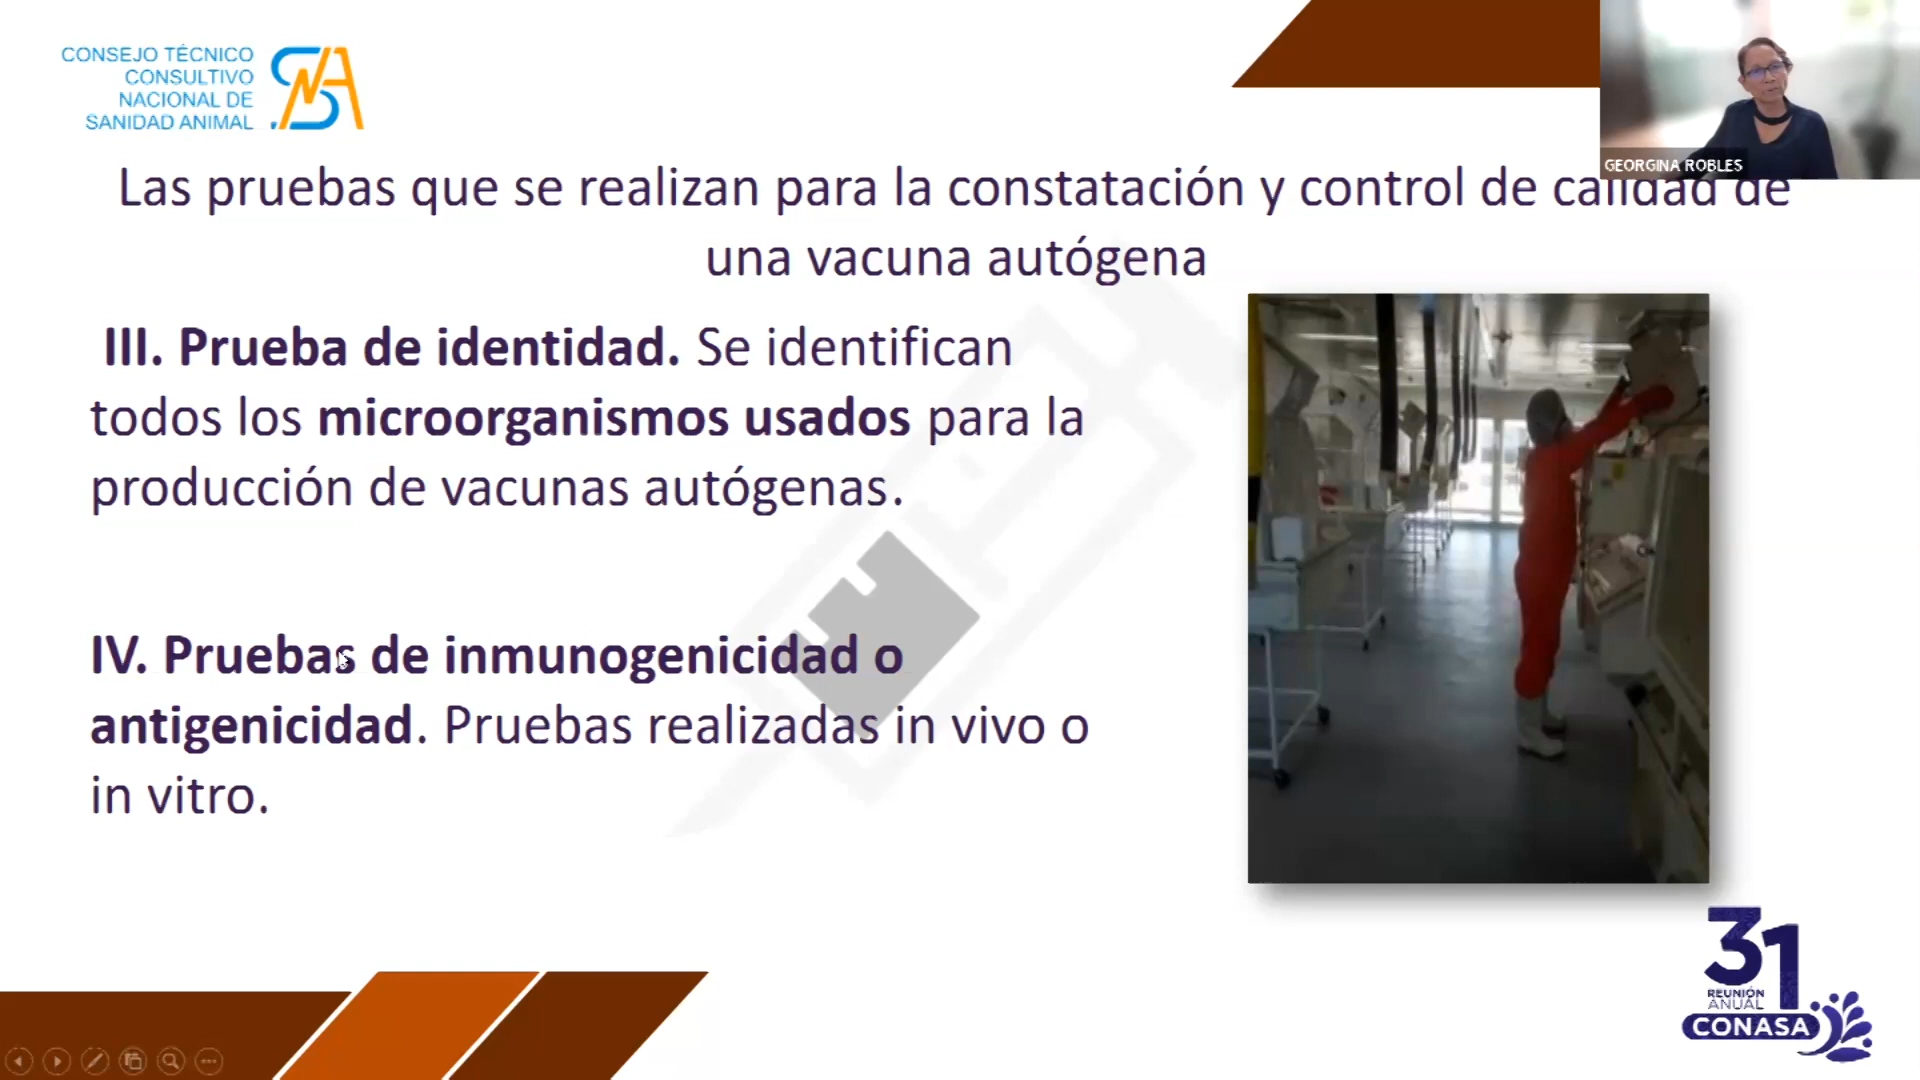 CONSEJO TÉCNICO
CONSULTIVO
NACIONAL DE
SANIDAD ANIMAL
GEORGINA ROBLES
Las pruebas que se realizan para la constatación y control de calidad de
una vacuna autógena
III. Prueba de identidad. Se identifican
todos los microorganismos usados para la
producción de vacunas autógenas.
IV. Pruebas de inmunogenicidad o
antigenicidad. Pruebas realizadas in vivo o
in vitro.
31
REUNIÓN
ANUAL
CONASA